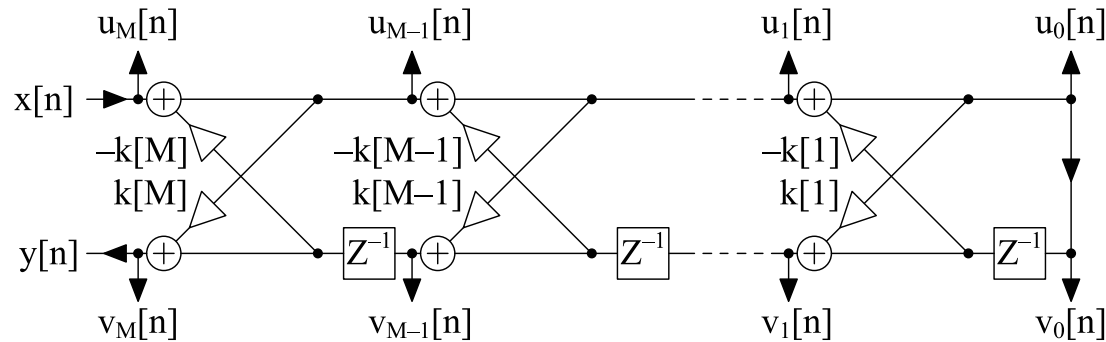 u_M[n] u_{M–1}[n] u_1[n] u_0[n]
x[n] + + +
–k[M] –k[M–1] –k[1]
k[M] k[M–1] k[1]
y[n] + Z^{-1} + Z^{-1} + Z^{-1}
v_M[n] v_{M–1}[n] v_1[n] v_0[n]